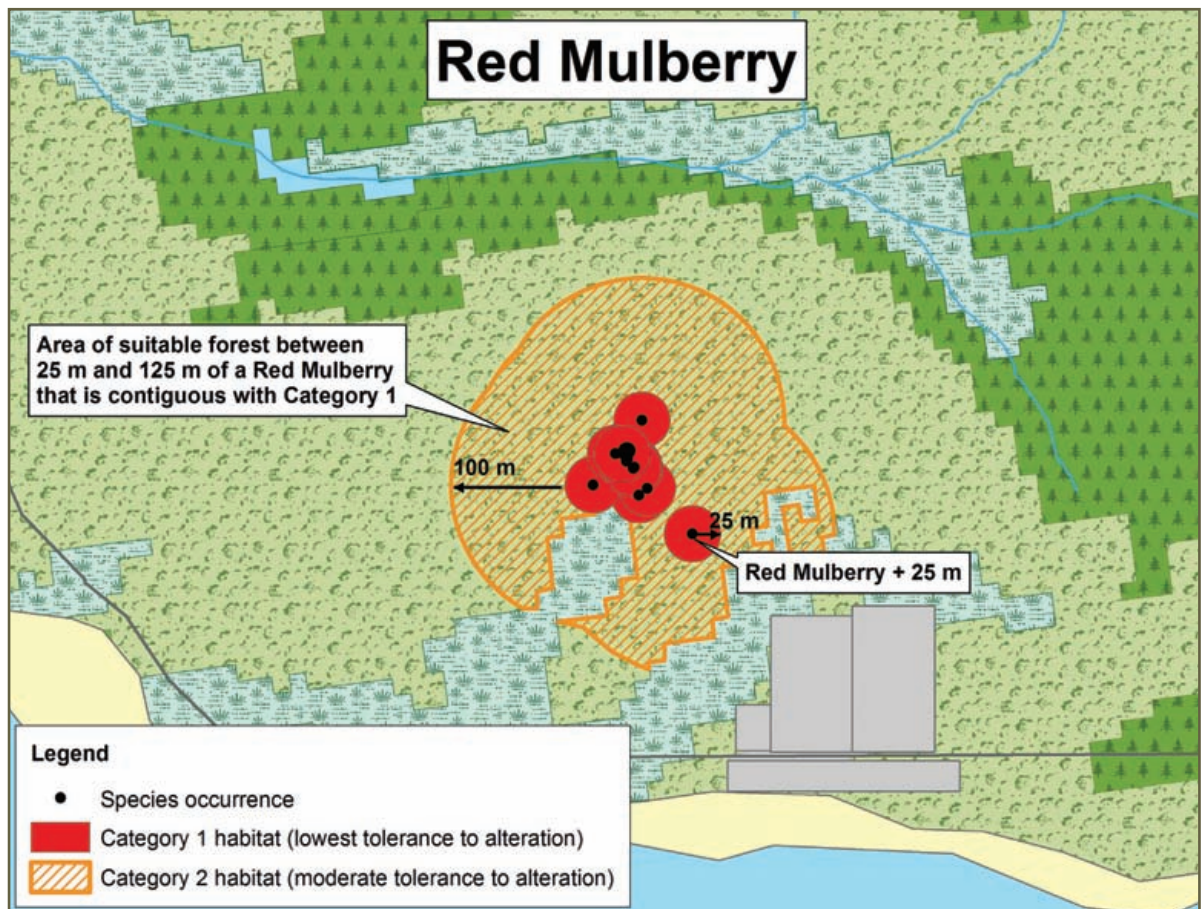 Red Mulberry
Area of suitable forest between
25 m and 125 m of a Red Mulberry
that is contiguous with Category 1
100 m
25 m
Red Mulberry + 25 m
Legend
Species occurrence
Category 1 habitat (lowest tolerance to alteration)
Category 2 habitat (moderate tolerance to alteration)